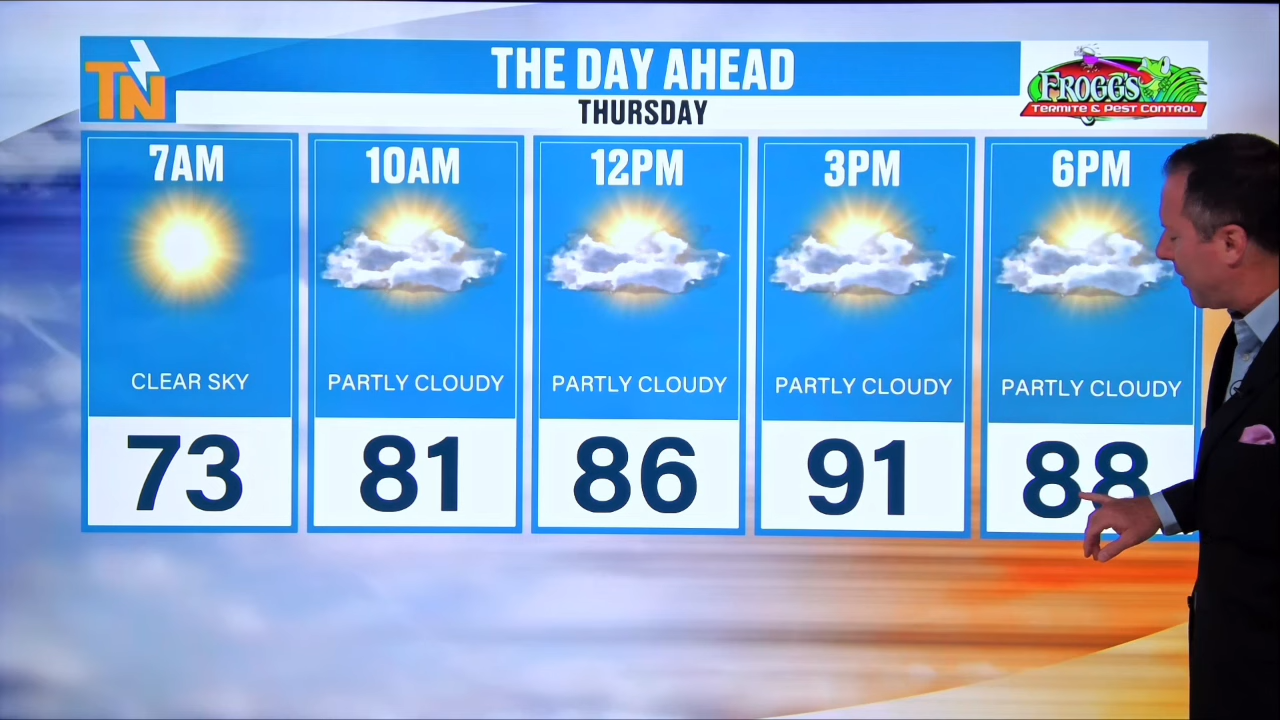 TN
THE DAY AHEAD
THURSDAY
FROGG'S
TERMITE & PEST CONTROL
7AM
CLEAR SKY
73
10AM
PARTLY CLOUDY
81
12PM
PARTLY CLOUDY
86
3PM
PARTLY CLOUDY
91
6PM
PARTLY CLOUDY
88